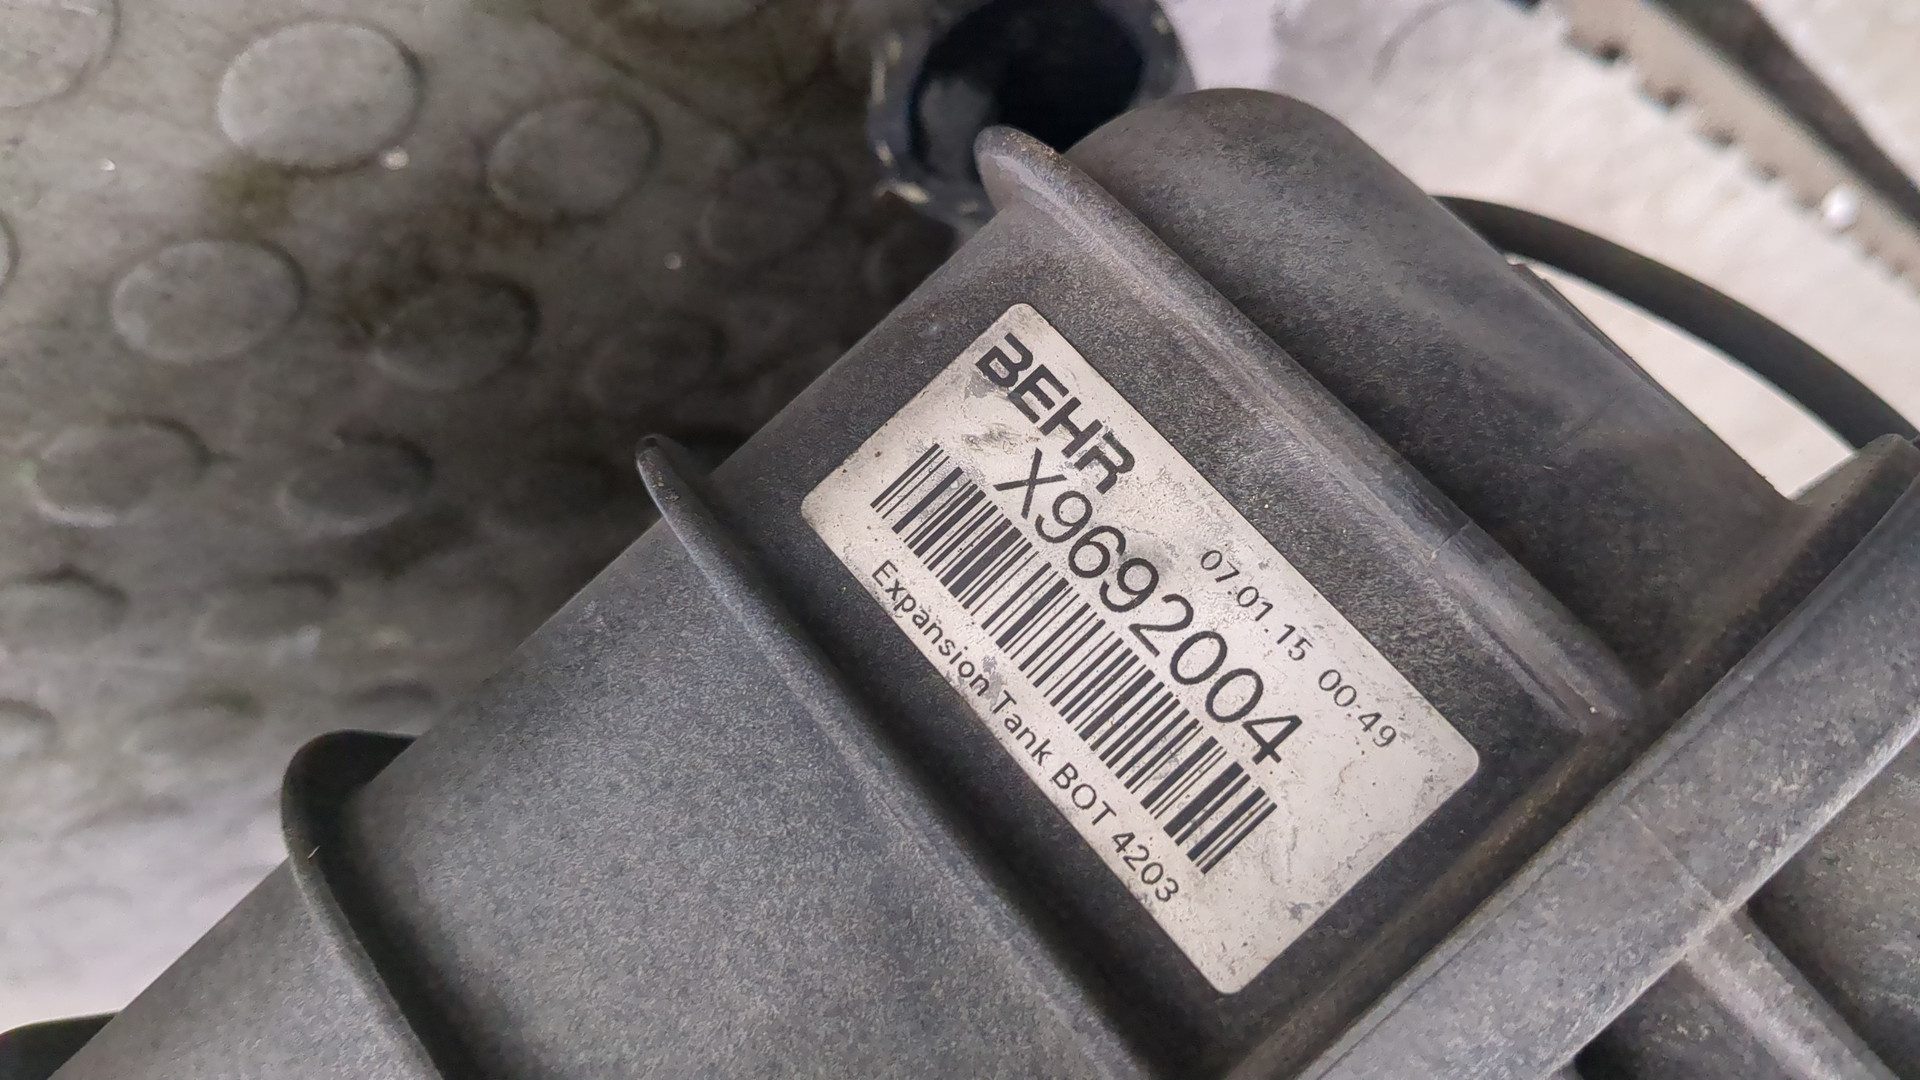 BEHR
07.01.15 00:49
X9692004
Expansion Tank BOT 4203